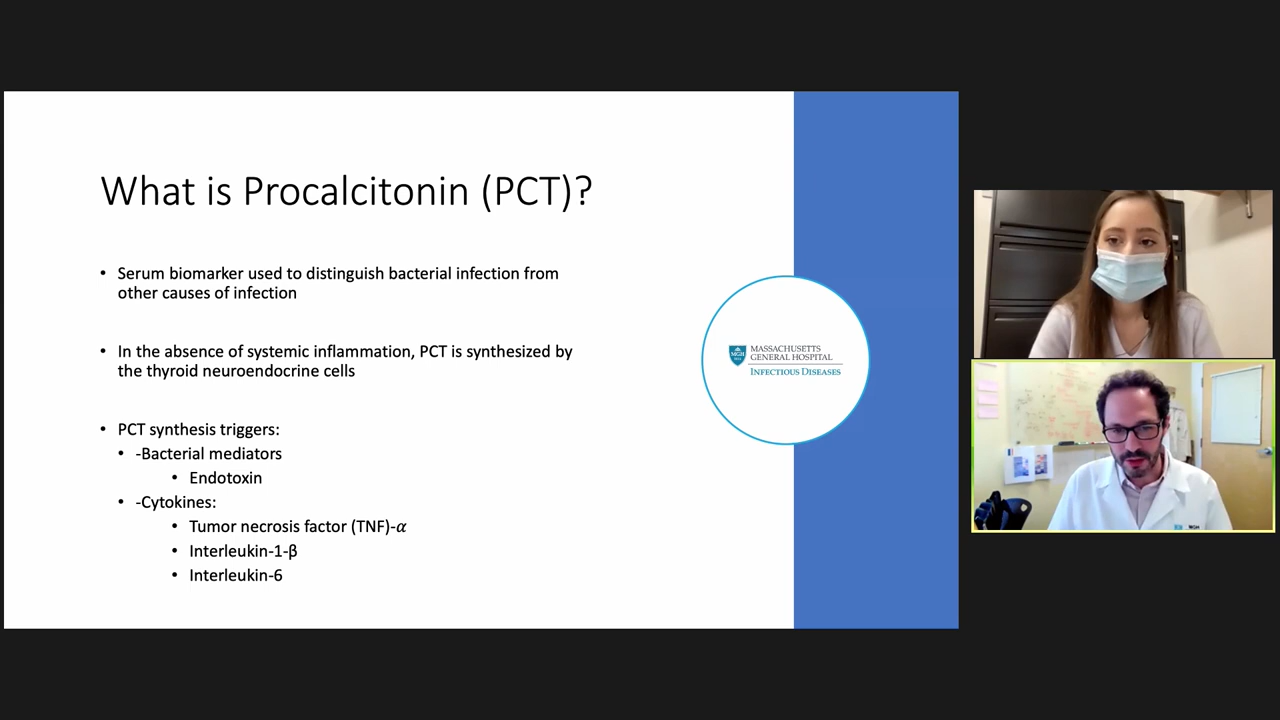 What is Procalcitonin (PCT)?
• Serum biomarker used to distinguish bacterial infection from
other causes of infection
• In the absence of systemic inflammation, PCT is synthesized by
the thyroid neuroendocrine cells
• PCT synthesis triggers:
• -Bacterial mediators
• Endotoxin
• -Cytokines:
• Tumor necrosis factor (TNF)-𝛼
• Interleukin-1-β
• Interleukin-6
MGH
MASSACHUSETTS
GENERAL HOSPITAL
INFECTIOUS DISEASES